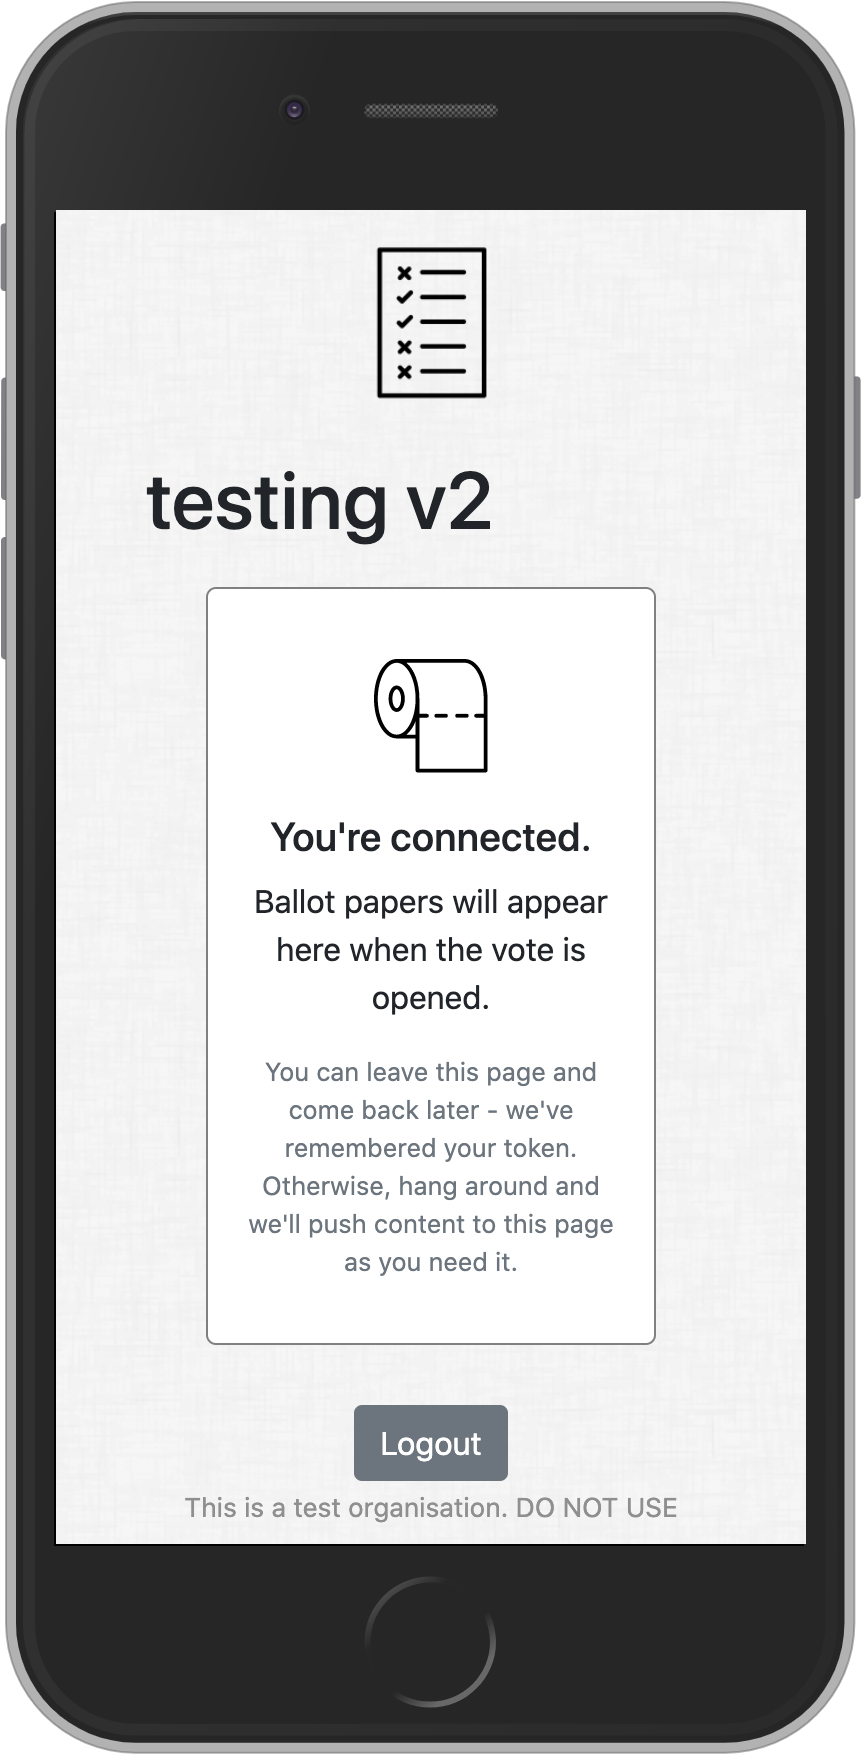 testing v2
You're connected.
Ballot papers will appear
here when the vote is
opened.
You can leave this page and
come back later - we've
remembered your token.
Otherwise, hang around and
we'll push content to this page
as you need it.
Logout
This is a test organisation. DO NOT USE